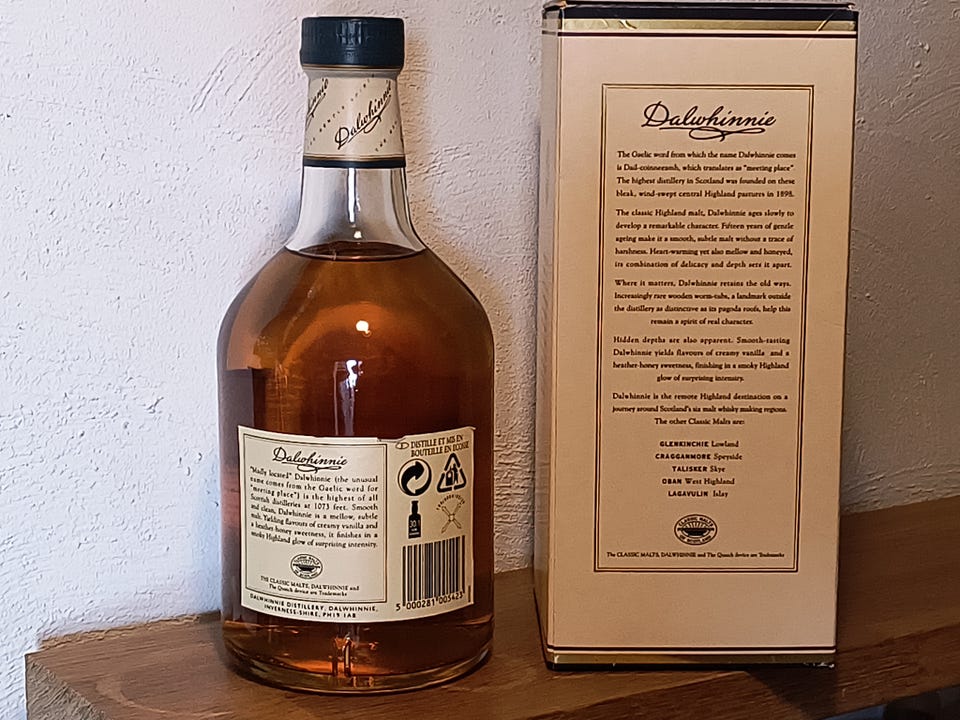 Dalwhinnie
Dalwhinnie
"Madly located" Dalwhinnie (the unusual
name comes from the Gaelic word for
"meeting place") is the highest of all
Scottish distilleries at 1073 feet. Smooth
and clean, Dalwhinnie is a mellow, subtle
malt. Yielding flavours of creamy vanilla and
a heather-honey sweetness, it finishes in a
smoky Highland glow of surprising intensity.
THE CLASSIC MALTS, DALWHINNIE and
The Quaich device are Trademarks
DALWHINNIE DISTILLERY, DALWHINNIE,
INVERNESS-SHIRE, PH19 1AB
DISTILLE ET MIS EN
BOUTEILLE EN ECOSSE
5 000281 005423
Dalwhinnie
The Gaelic word from which the name Dalwhinnie comes
is Dail-coinneeamh, which translates as "meeting place"
The highest distillery in Scotland was founded on these
bleak, wind-swept central Highland pastures in 1898.
The classic Highland malt, Dalwhinnie ages slowly to
develop a remarkable character. Fifteen years of gentle
ageing make it a smooth, subtle malt without a trace of
harshness. Heart-warming yet also mellow and honeyed,
its combination of delicacy and depth sets it apart.
Where it matters, Dalwhinnie retains the old ways.
Increasingly rare wooden worm-tubs, a landmark outside
the distillery as distinctive as its pagoda roofs, help this
remain a spirit of real character.
Hidden depths are also apparent. Smooth-tasting
Dalwhinnie yields flavours of creamy vanilla and a
heather-honey sweetness, finishing in a smoky Highland
glow of surprising intensity.
Dalwhinnie is the remote Highland destination on a
journey around Scotland's six malt whisky making regions.
The other Classic Malts are:
GLENKINCHIE Lowland
CRAGGANMORE Speyside
TALISKER Skye
OBAN West Highland
LAGAVULIN Islay
CLASSIC MALTS
The CLASSIC MALTS, DALWHINNIE and The Quaich device are Trademarks